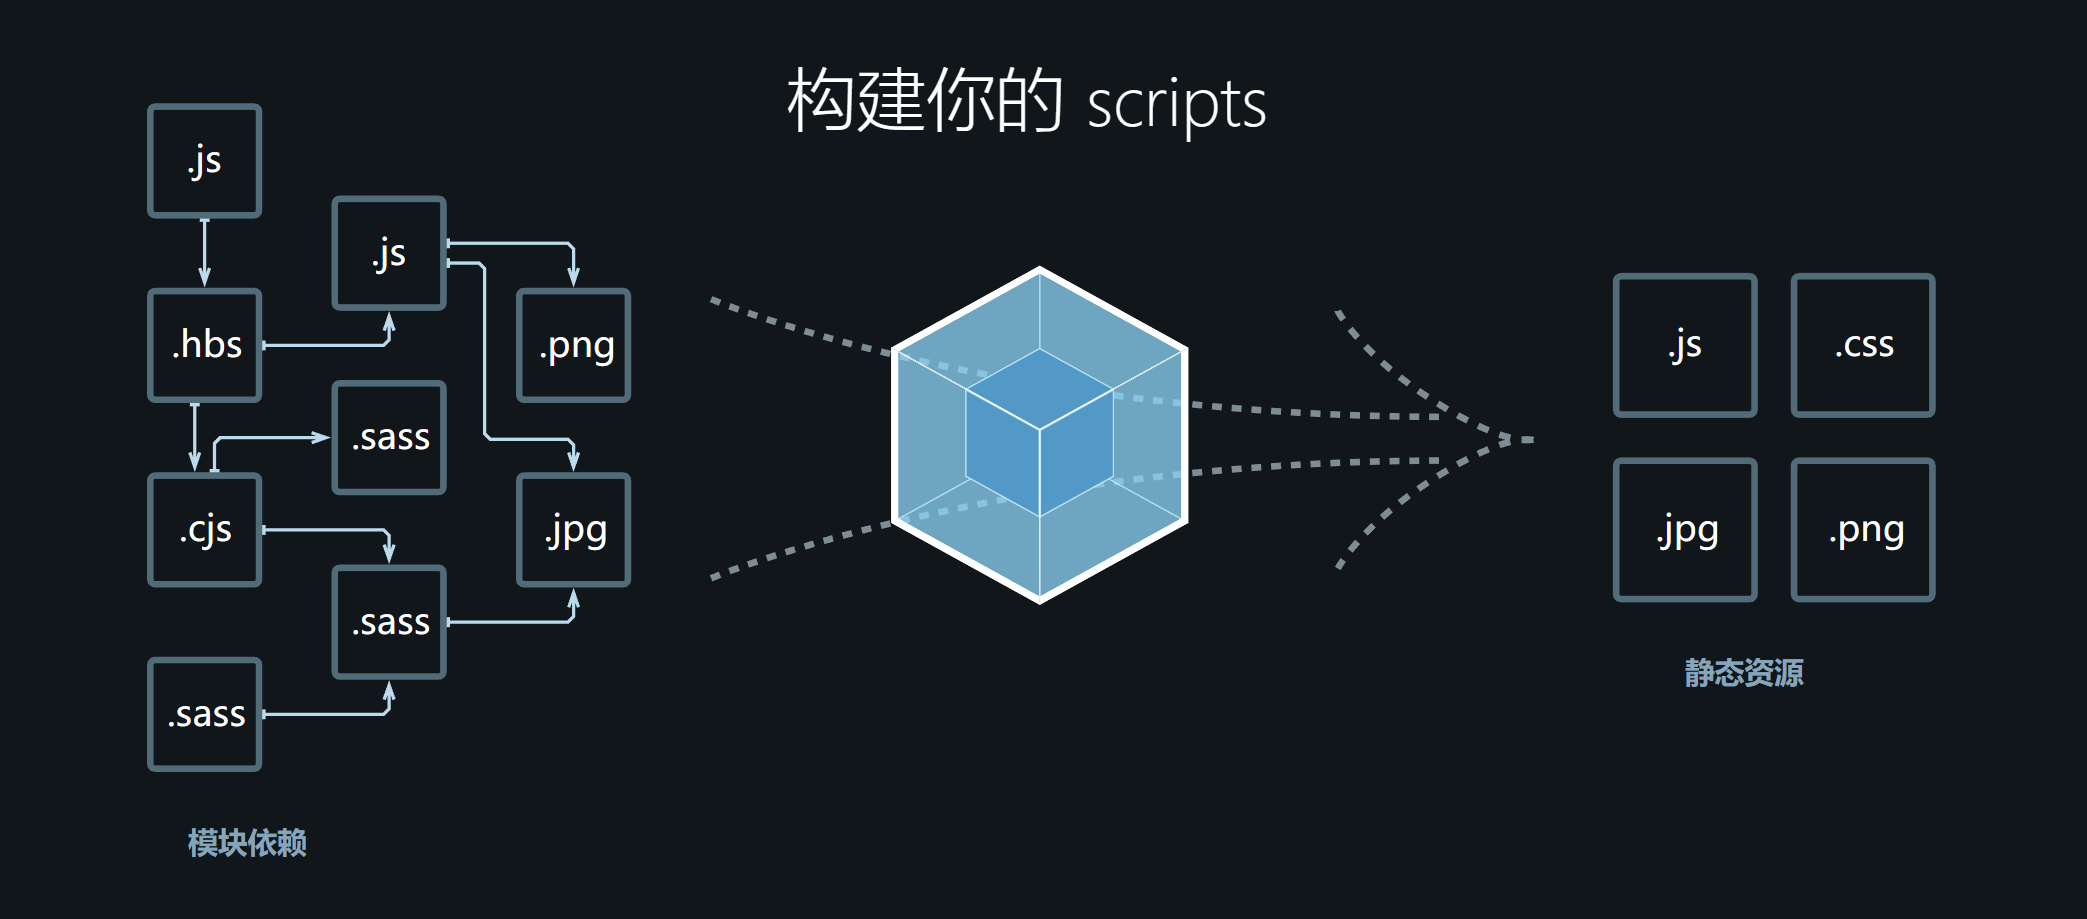 构建你的 scripts
.js
.js
.hbs
.png
.sass
.cjs
.jpg
.sass
.sass
模块依赖
.js
.css
.jpg
.png
静态资源